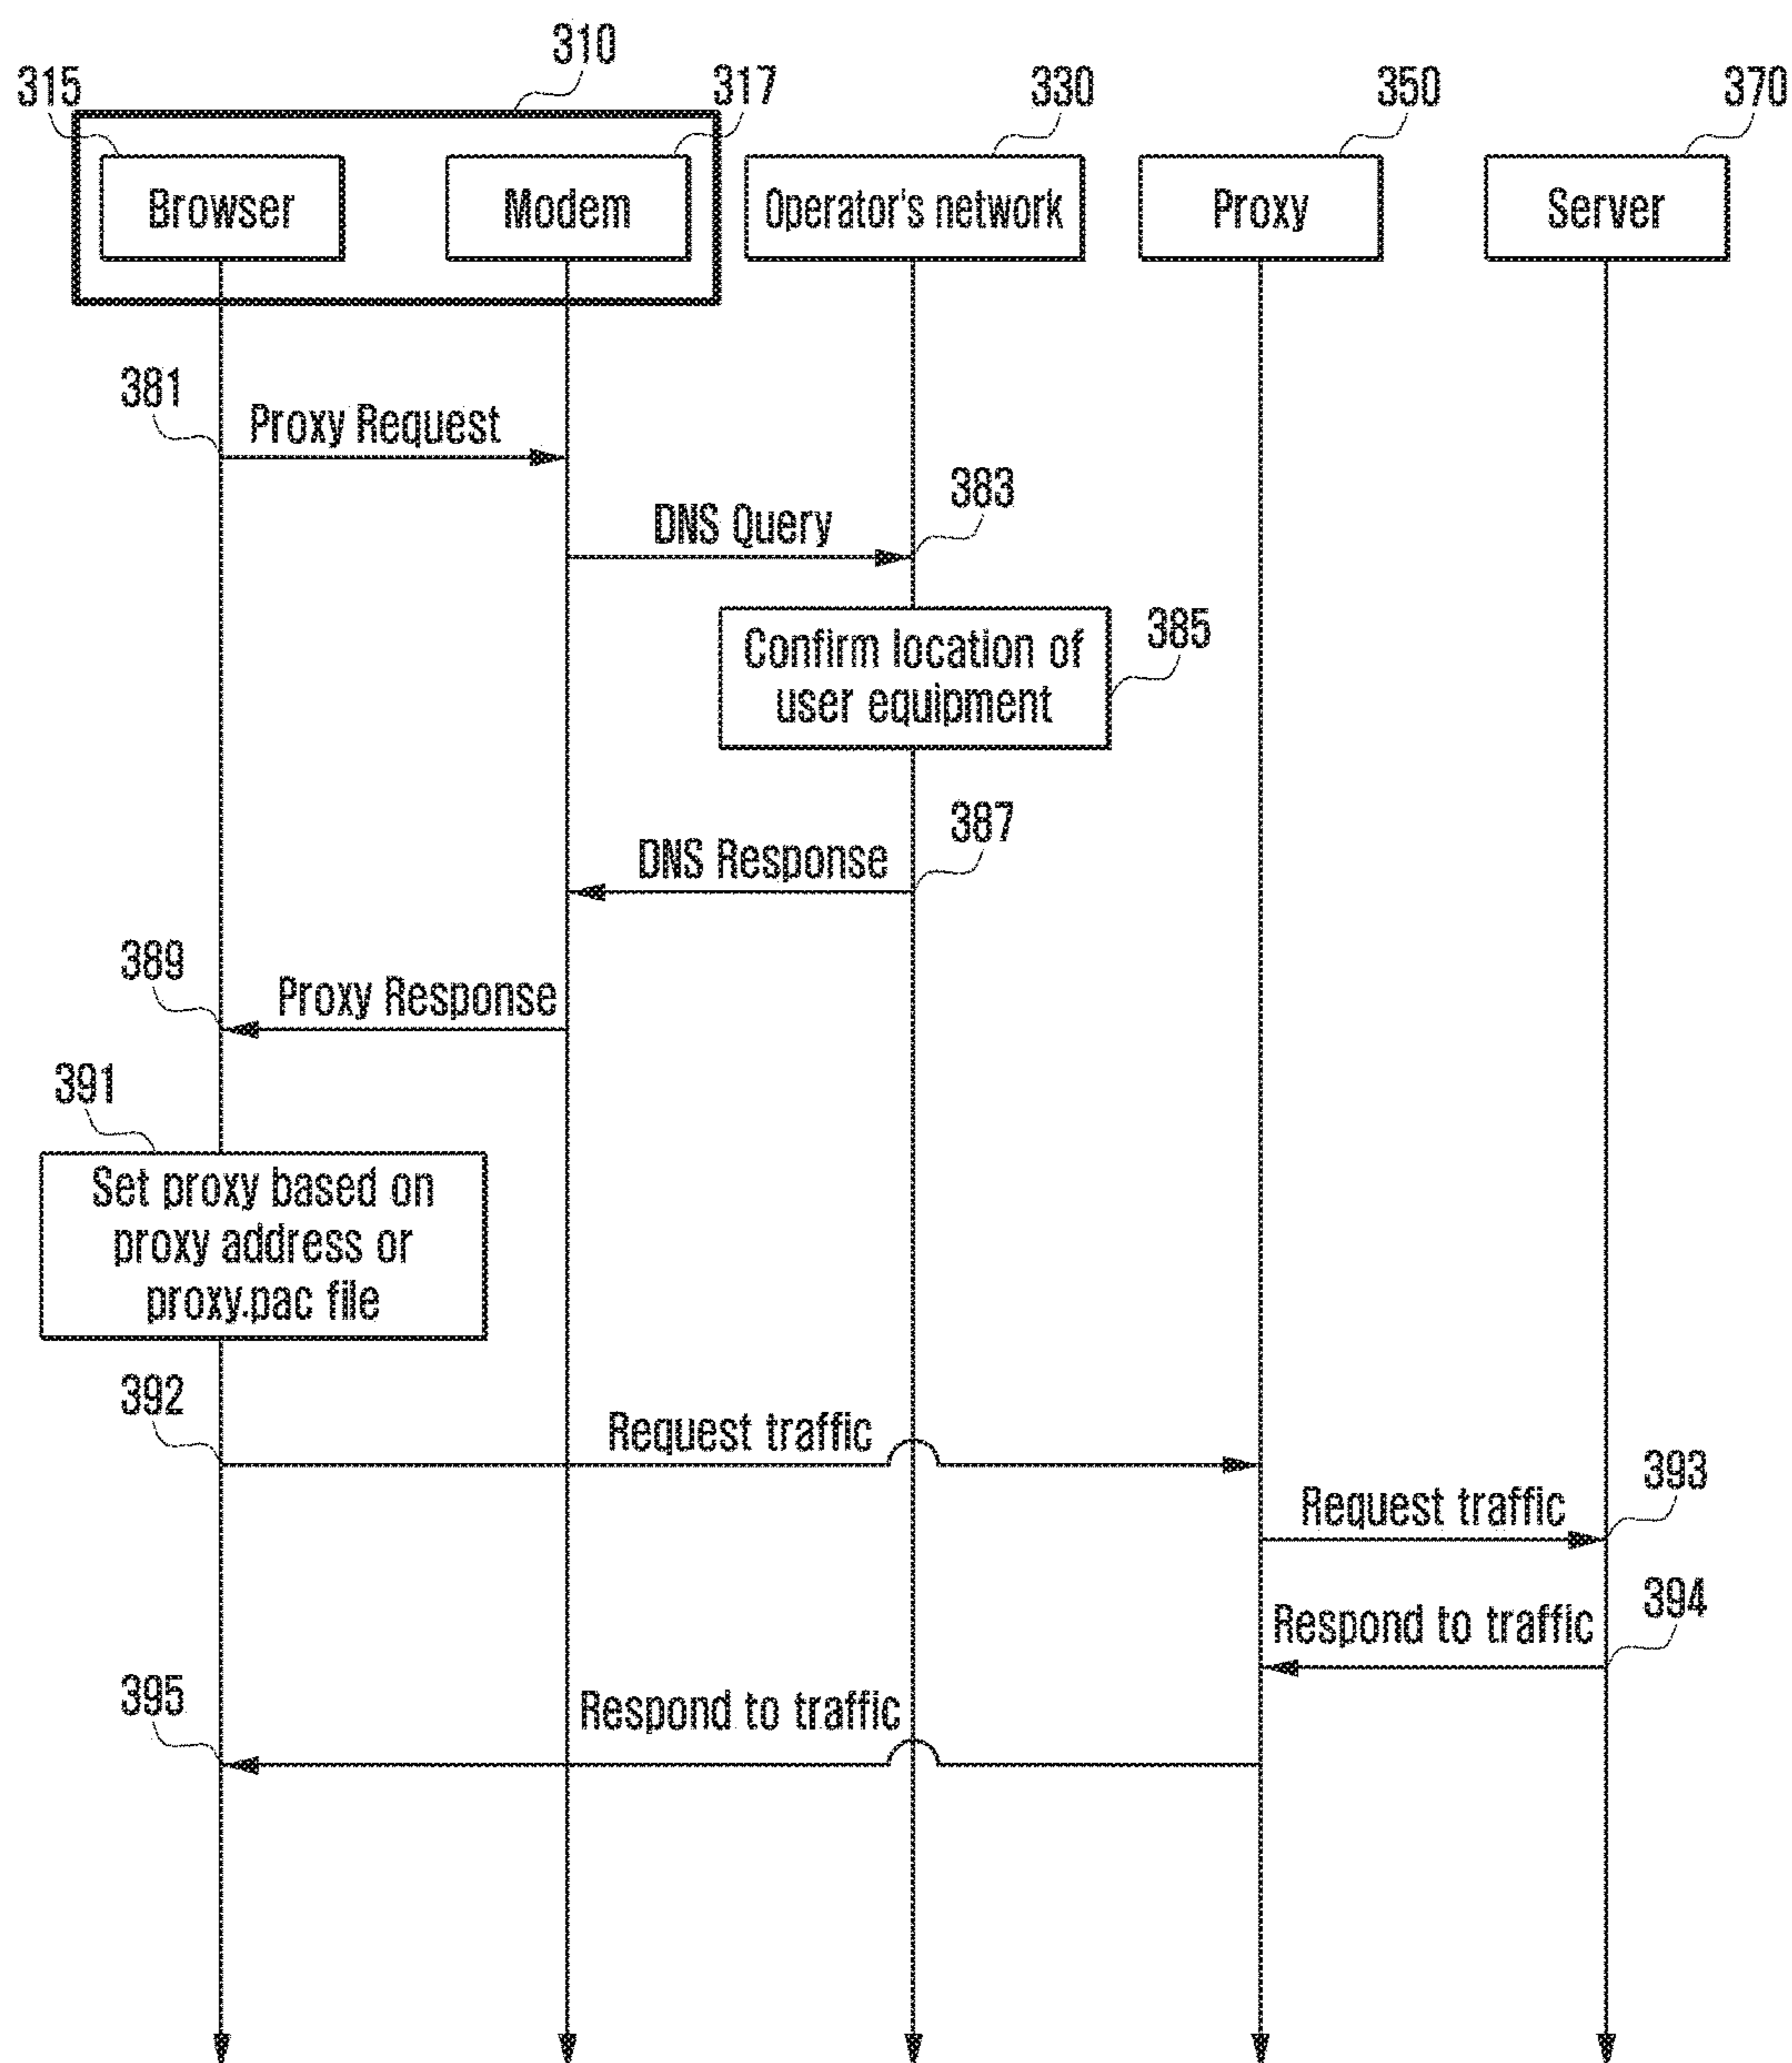 310
315
317
330
350
370
Browser
Modem
Operator's network
Proxy
Server
381
Proxy Request
383
DNS Query
385
Confirm location of
user equipment
387
DNS Response
389
Proxy Response
391
Set proxy based on
proxy address or
proxy.pac file
392
Request traffic
393
Request traffic
394
Respond to traffic
395
Respond to traffic